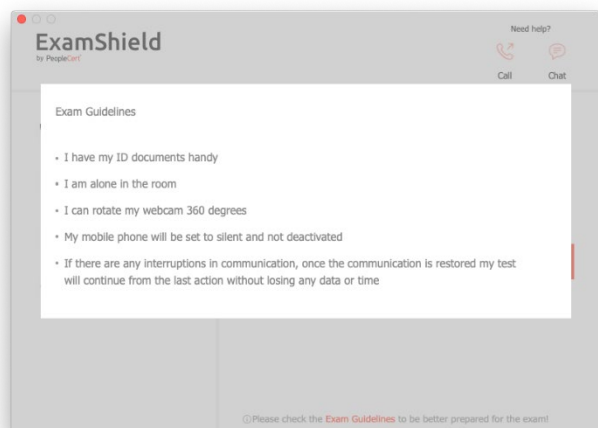 Need help?
ExamShield
by PeopleCert
Call Chat
Exam Guidelines
• I have my ID documents handy
• I am alone in the room
• I can rotate my webcam 360 degrees
• My mobile phone will be set to silent and not deactivated
• If there are any interruptions in communication, once the communication is restored my test
will continue from the last action without losing any data or time
ⓘPlease check the Exam Guidelines to be better prepared for the exam!